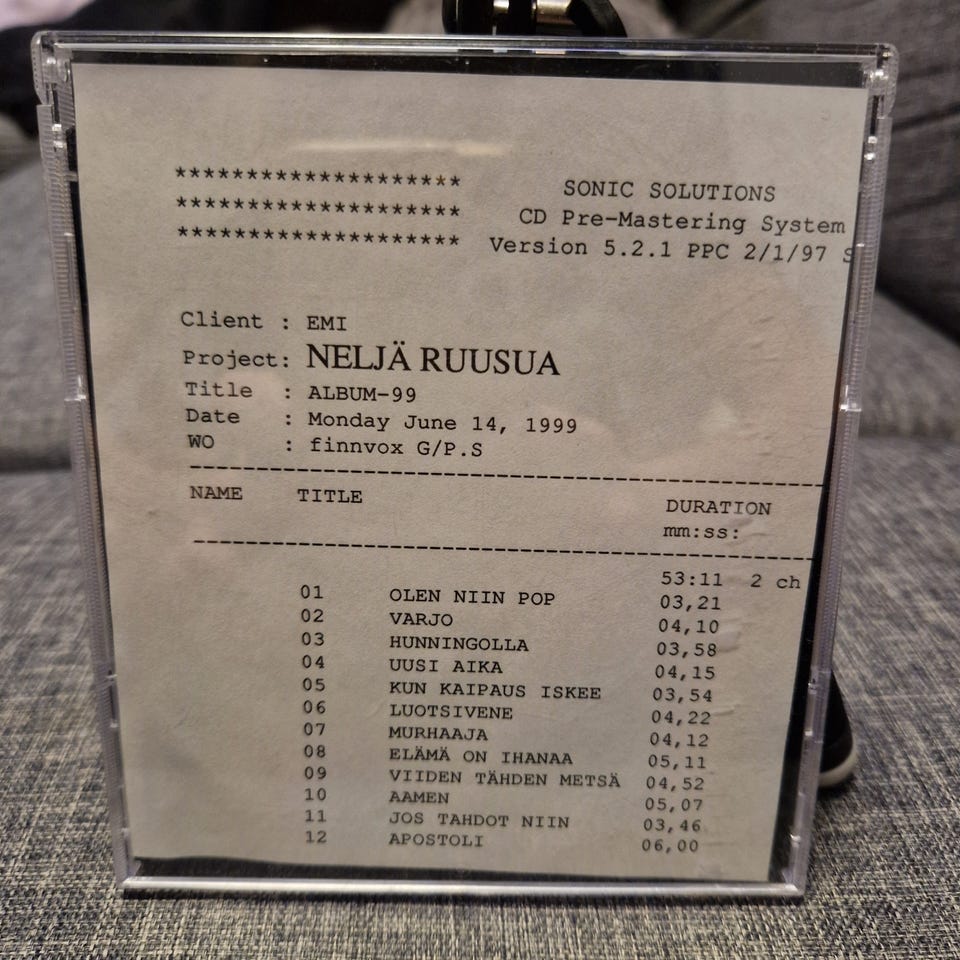 ******************** SONIC SOLUTIONS
******************** CD Pre-Mastering System
******************** Version 5.2.1 PPC 2/1/97 S
Client : EMI
Project: NELJÄ RUUSUA
Title : ALBUM-99
Date : Monday June 14, 1999
WO : finnvox G/P.S
NAME TITLE DURATION
mm:ss:
53:11 2 ch
01 OLEN NIIN POP 03,21
02 VARJO 04,10
03 HUNNINGOLLA 03,58
04 UUSI AIKA 04,15
05 KUN KAIPAUS ISKEE 03,54
06 LUOTSIVENE 04,22
07 MURHAAJA 04,12
08 ELÄMÄ ON IHANAA 05,11
09 VIIDEN TÄHDEN METSÄ 04,52
10 AAMEN 05,07
11 JOS TAHDOT NIIN 03,46
12 APOSTOLI 06,00